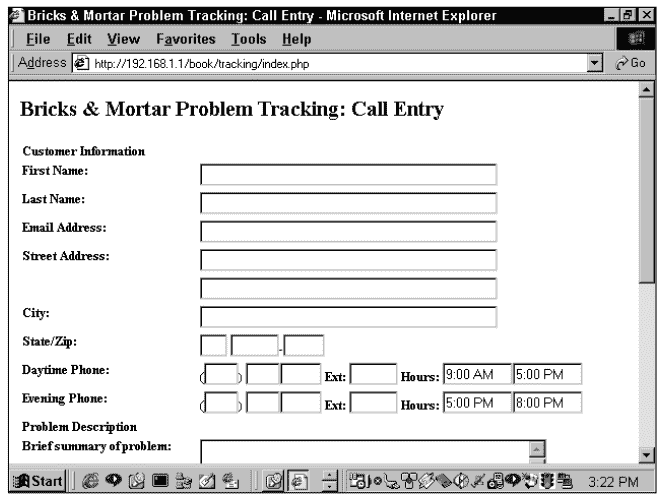 Bricks & Mortar Problem Tracking: Call Entry - Microsoft Internet Explorer
File Edit View Favorites Tools Help
Address http://192.168.1.1/book/tracking/index.php Go
Bricks & Mortar Problem Tracking: Call Entry
Customer Information
First Name:
Last Name:
Email Address:
Street Address:
City:
State/Zip: -
Daytime Phone: ( ) Ext: Hours: 9:00 AM 5:00 PM
Evening Phone: ( ) Ext: Hours: 5:00 PM 8:00 PM
Problem Description
Brief summary of problem:
Start 3:22 PM